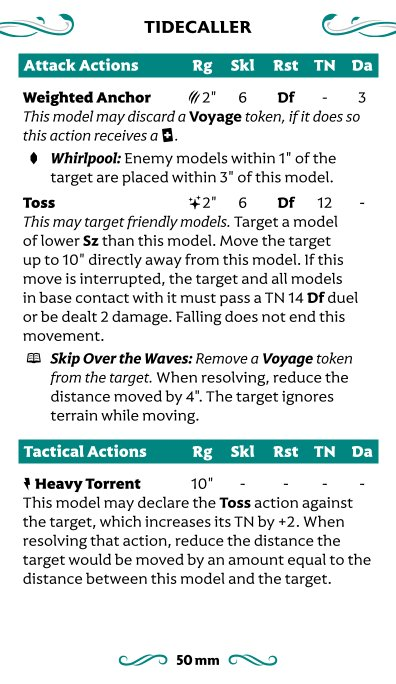 TIDECALLER
Attack Actions Rg Skl Rst TN Da
Weighted Anchor 2" 6 Df - 3
This model may discard a Voyage token, if it does so
this action receives a .
Whirlpool: Enemy models within 1" of the
target are placed within 3" of this model.
Toss 2" 6 Df 12 -
This may target friendly models. Target a model
of lower Sz than this model. Move the target
up to 10" directly away from this model. If this
move is interrupted, the target and all models
in base contact with it must pass a TN 14 Df duel
or be dealt 2 damage. Falling does not end this
movement.
Skip Over the Waves: Remove a Voyage token
from the target. When resolving, reduce the
distance moved by 4". The target ignores
terrain while moving.
Tactical Actions Rg Skl Rst TN Da
Heavy Torrent 10" - - - -
This model may declare the Toss action against
the target, which increases its TN by +2. When
resolving that action, reduce the distance the
target would be moved by an amount equal to the
distance between this model and the target.
50 mm